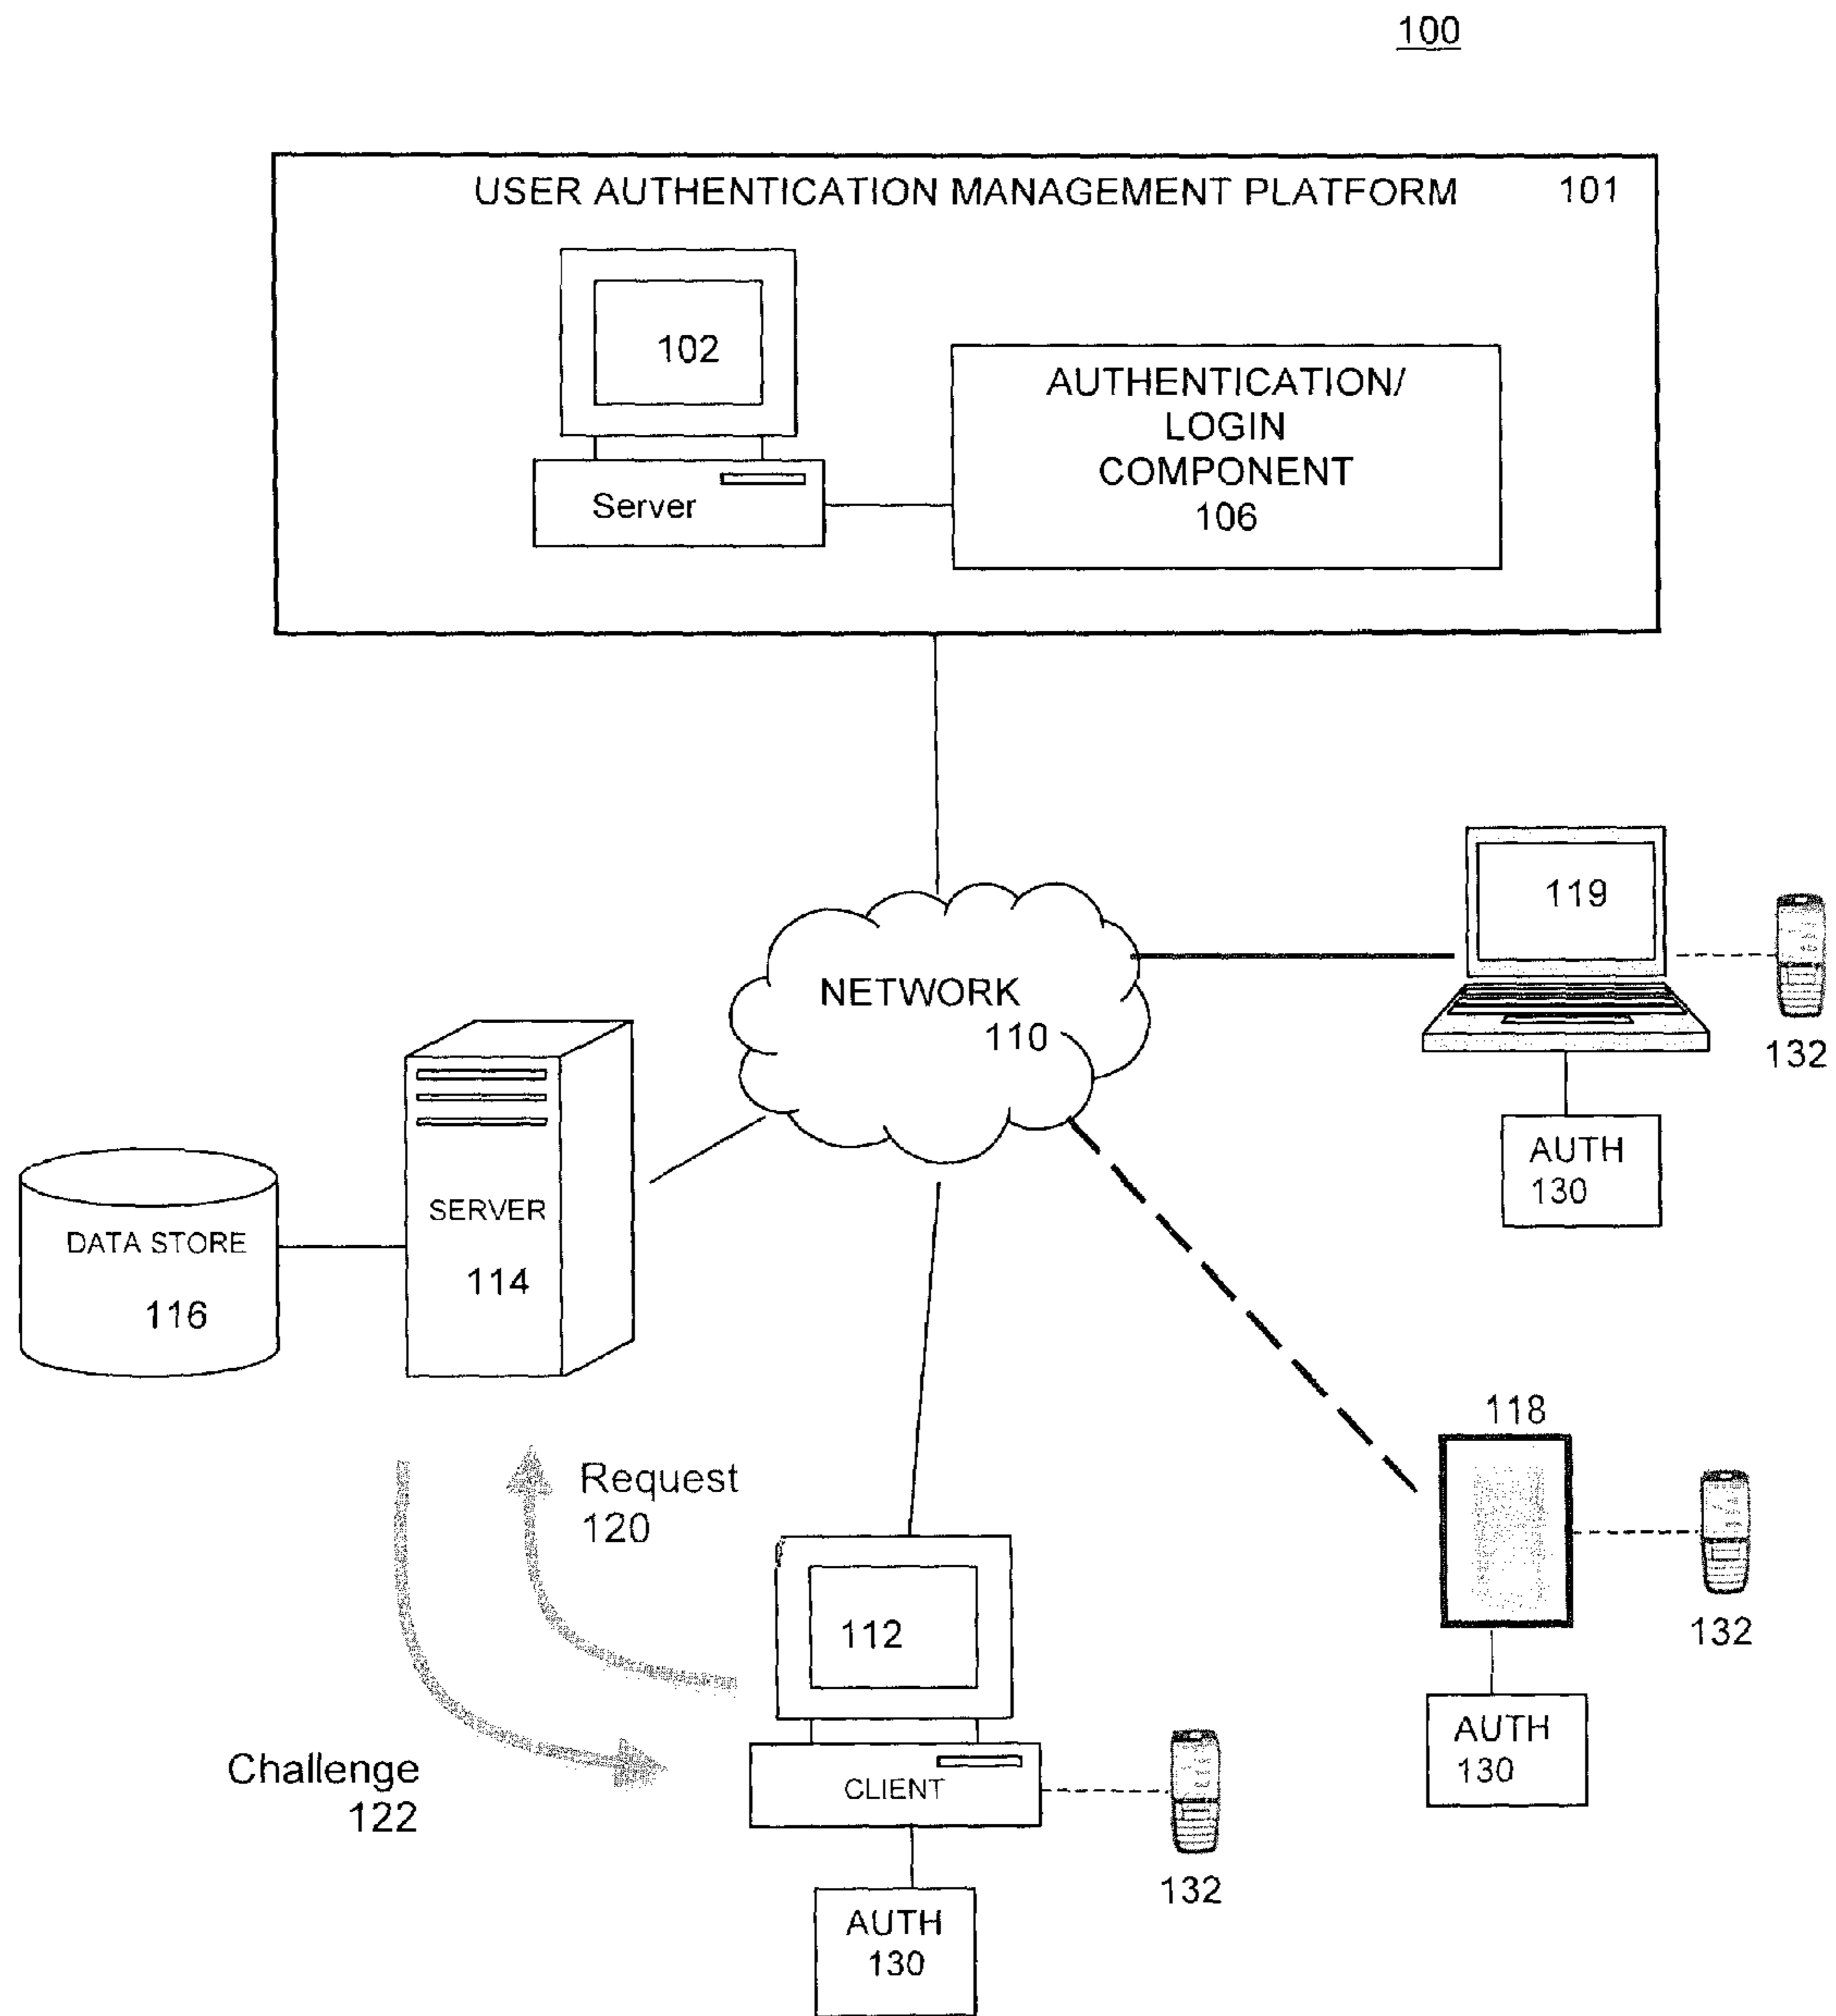 100
USER AUTHENTICATION MANAGEMENT PLATFORM 101
102
Server
AUTHENTICATION/
LOGIN
COMPONENT
106
NETWORK
110
119
132
AUTH
130
SERVER
114
DATA STORE
116
118
132
AUTH
130
Request
120
Challenge
122
112
CLIENT
132
AUTH
130